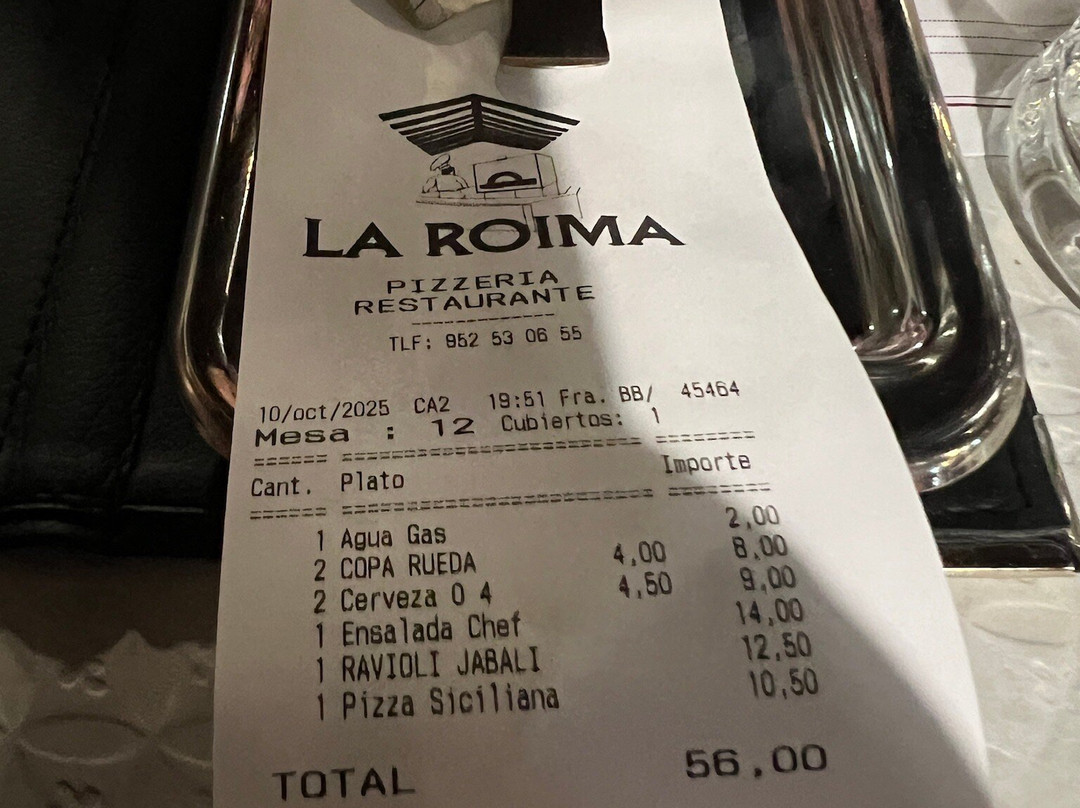 LA ROIMA
PIZZERIA
RESTAURANTE
TLF: 952 53 06 55
10/oct/2025 CA2 19:51 Fra. BB/ 45464
Mesa : 12 Cubiertos: 1
Cant. Plato Importe
1 Agua Gas 2,00
2 COPA RUEDA 4,00 8,00
2 Cerveza 0 4 4,50 9,00
1 Ensalada Chef 14,00
1 RAVIOLI JABALI 12,50
1 Pizza Siciliana 10,50
TOTAL 56,00